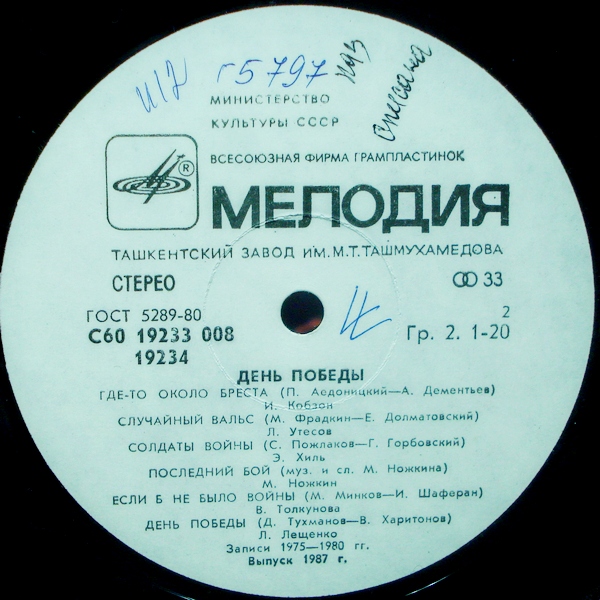 И12 Г5797 каз списана
МИНИСТЕРСТВО
КУЛЬТУРЫ СССР
ВСЕСОЮЗНАЯ ФИРМА ГРАМПЛАСТИНОК
®
МЕЛОДИЯ
ТАШКЕНТСКИЙ ЗАВОД ИМ.М.Т.ТАШМУХАМЕДОВА
СТЕРЕО 33
ГОСТ 5289-80 2
С60 19233 008 Гр. 2. 1-20
19234
ДЕНЬ ПОБЕДЫ
ГДЕ-ТО ОКОЛО БРЕСТА (П. Аедоницкий—А. Дементьев)
И. Кобзон
СЛУЧАЙНЫЙ ВАЛЬС (М. Фрадкин—Е. Долматовский)
Л. Утесов
СОЛДАТЫ ВОЙНЫ (С. Пожлаков—Г. Горбовский)
Э. Хиль
ПОСЛЕДНИЙ БОЙ (муз. и сл. М. Ножкина)
М. Ножкин
ЕСЛИ Б НЕ БЫЛО ВОЙНЫ (М. Минков—И. Шаферан)
В. Толкунова
ДЕНЬ ПОБЕДЫ (Д. Тухманов—В. Харитонов)
Л. Лещенко
Записи 1975—1980 гг.
Выпуск 1987 г.